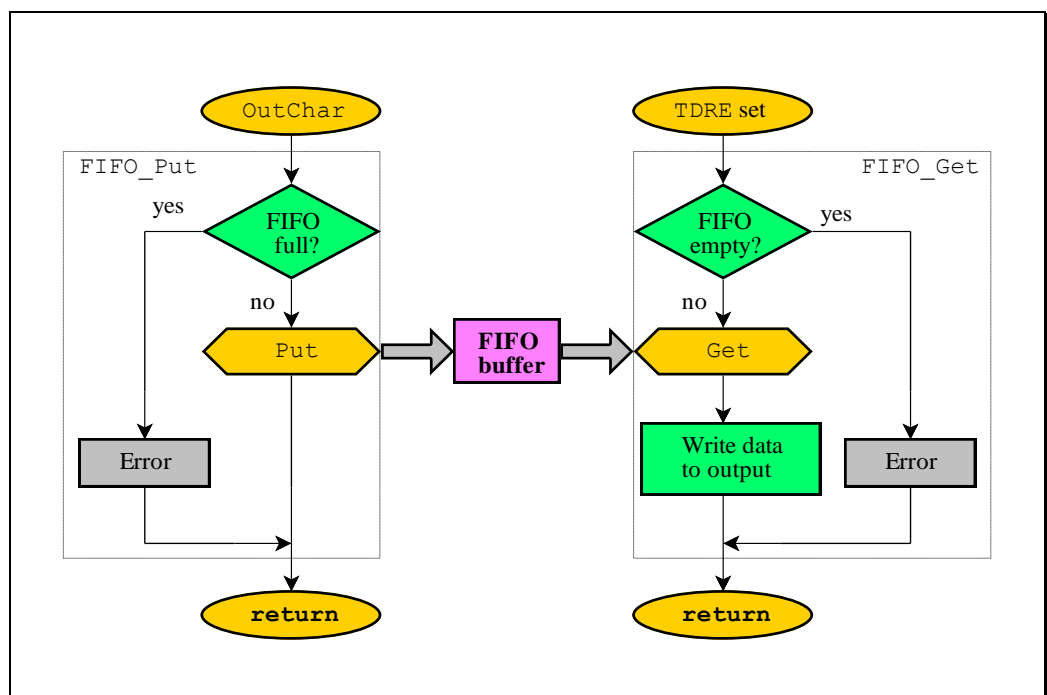 OutChar
TDRE set
FIFO_Put
FIFO_Get
yes
FIFO
full?
FIFO
empty?
yes
no
no
Put
FIFO
buffer
Get
Error
Write data
to output
Error
return
return